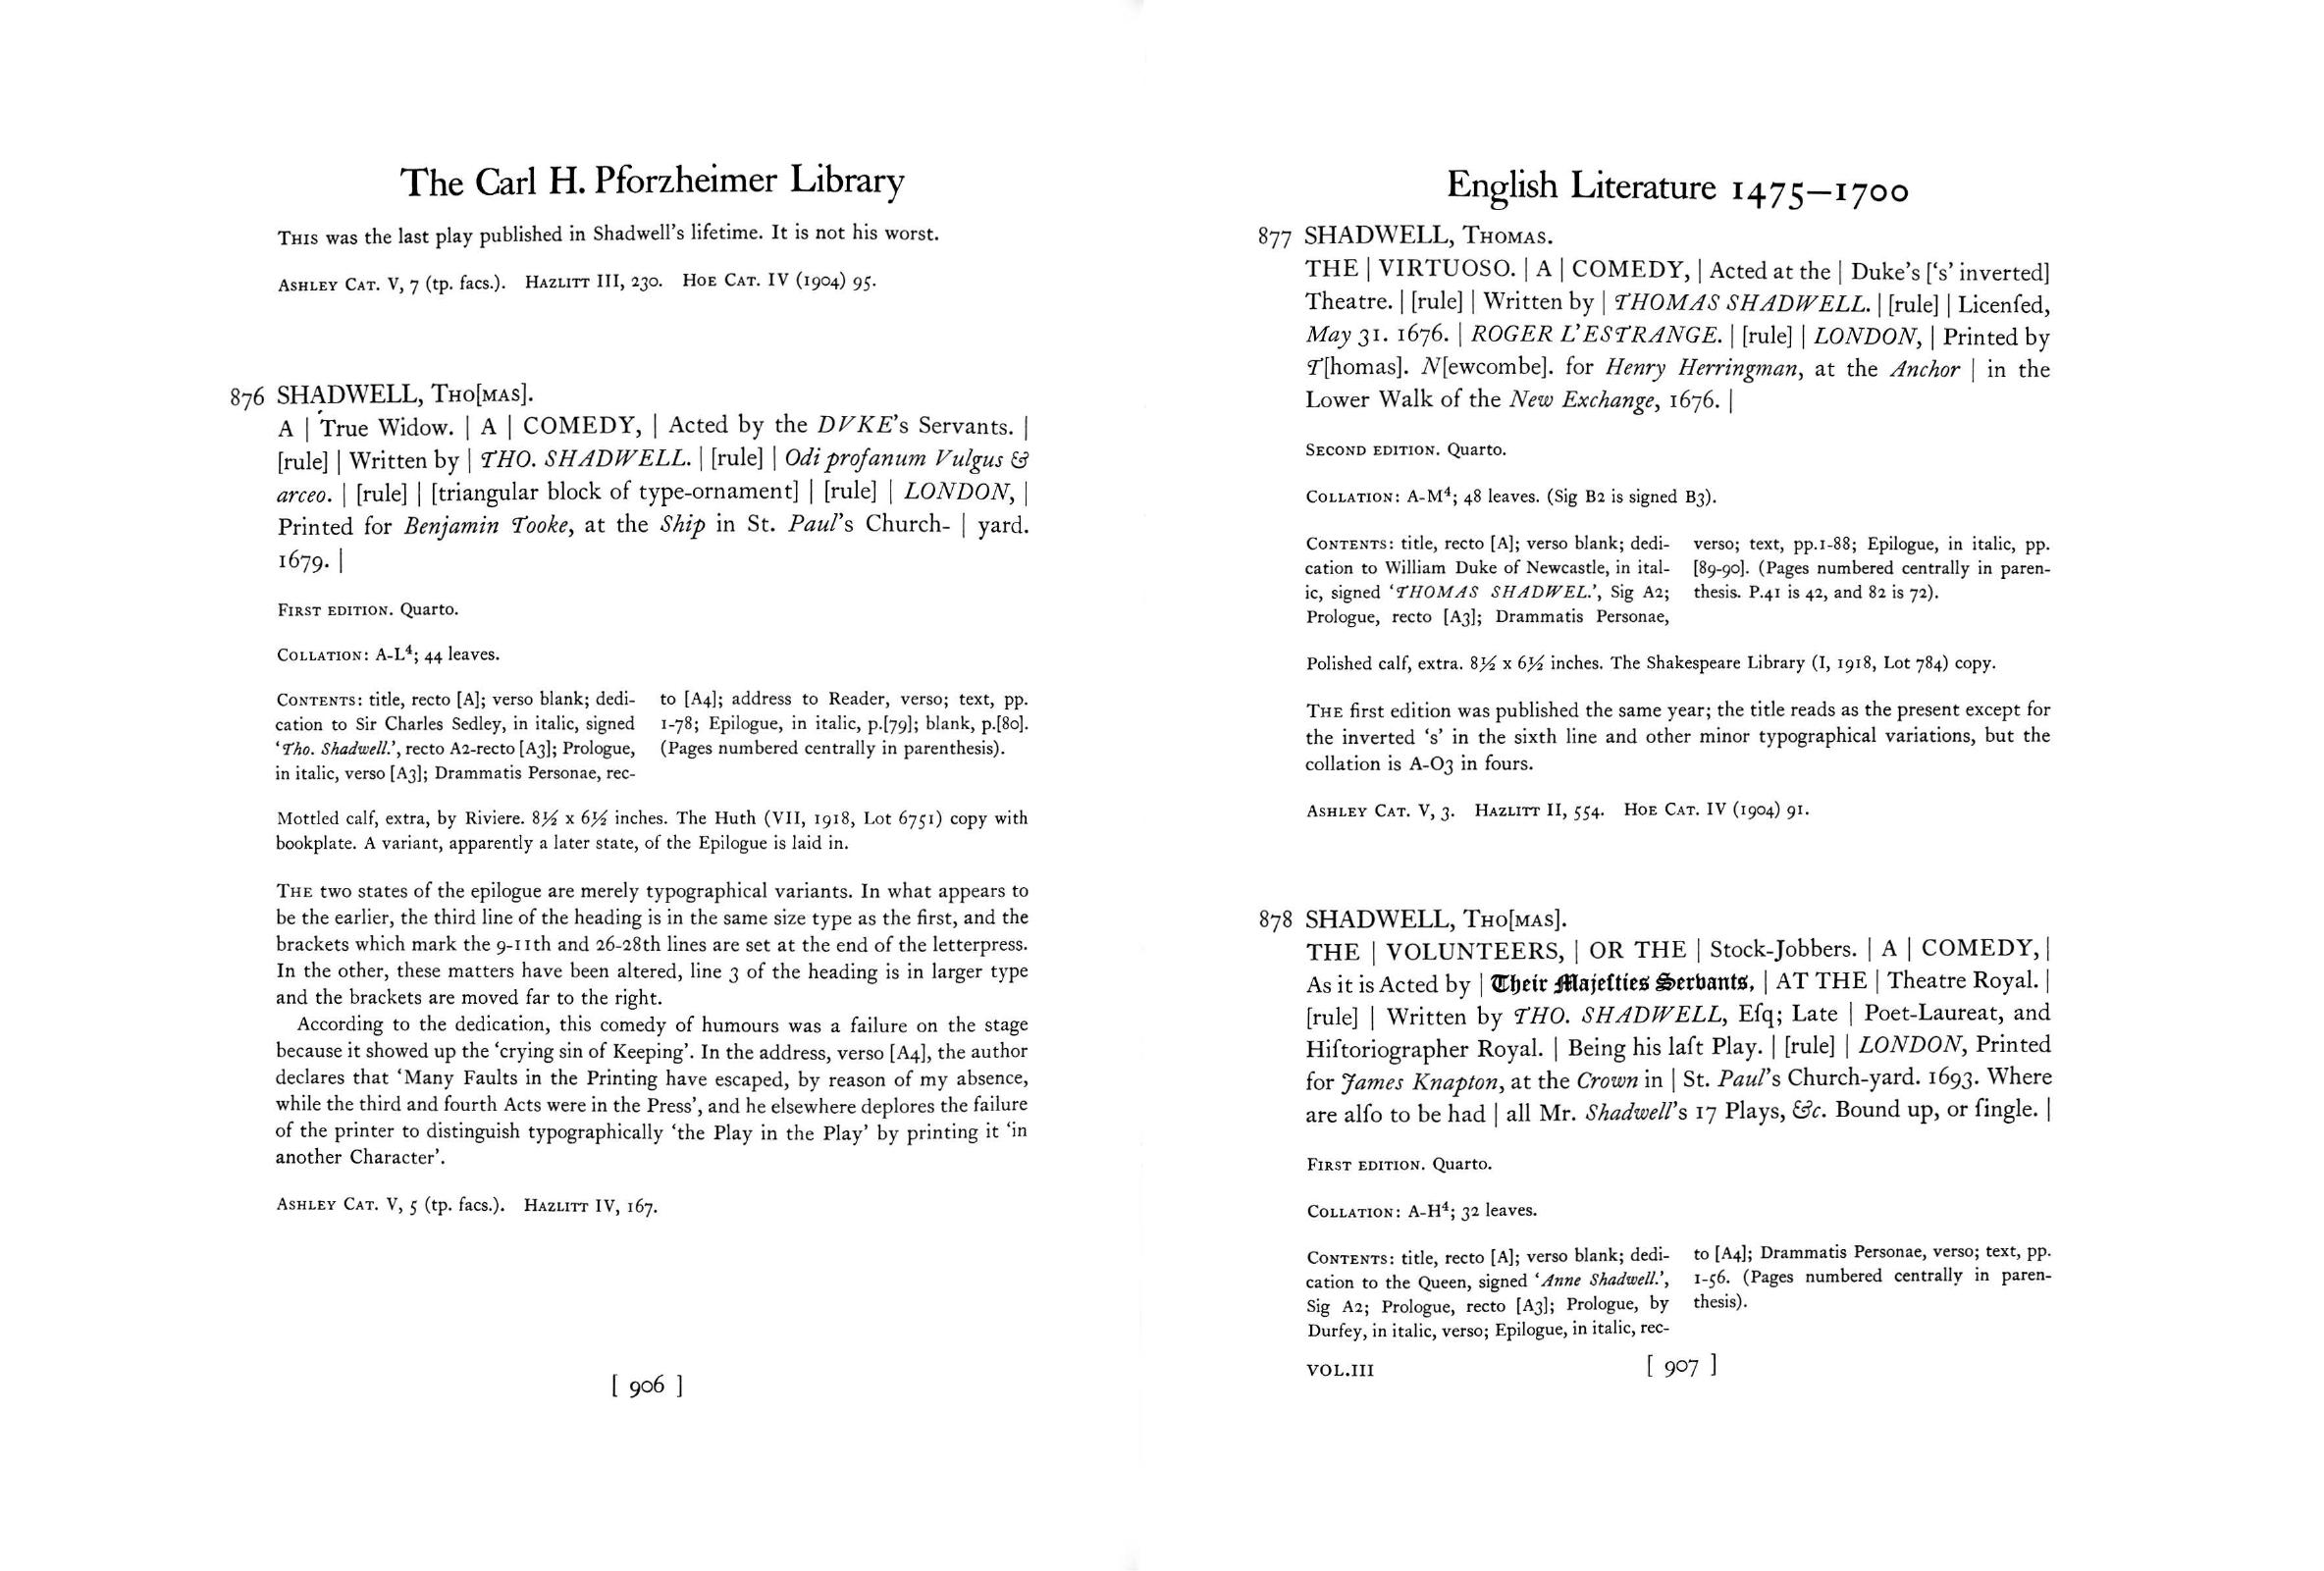 The Carl H. Pforzheimer Library
THIS was the last play published in Shadwell's lifetime. It is not his worst.
ASHLEY CAT. V, 7 (tp. facs.). HAZLITT III, 230. HOE CAT. IV (1904) 95.
876 SHADWELL, THO[MAS].
A | True Widow. | A | COMEDY, | Acted by the DVKE's Servants. |
[rule] | Written by | THO. SHADWELL. | [rule] | Odi profanum Vulgus &
arceo. | [rule] | [triangular block of type-ornament] | [rule] | LONDON, |
Printed for Benjamin Tooke, at the Ship in St. Paul's Church- | yard.
1679. |
FIRST EDITION. Quarto.
COLLATION: A-L⁴; 44 leaves.
CONTENTS: title, recto [A]; verso blank; dedi-
cation to Sir Charles Sedley, in italic, signed
'Tho. Shadwell.', recto A2-recto [A3]; Prologue,
in italic, verso [A3]; Drammatis Personae, rec-
to [A4]; address to Reader, verso; text, pp.
1-78; Epilogue, in italic, p.[79]; blank, p.[80].
(Pages numbered centrally in parenthesis).
Mottled calf, extra, by Riviere. 8½ x 6½ inches. The Huth (VII, 1918, Lot 6751) copy with
bookplate. A variant, apparently a later state, of the Epilogue is laid in.
THE two states of the epilogue are merely typographical variants. In what appears to
be the earlier, the third line of the heading is in the same size type as the first, and the
brackets which mark the 9-11th and 26-28th lines are set at the end of the letterpress.
In the other, these matters have been altered, line 3 of the heading is in larger type
and the brackets are moved far to the right.
According to the dedication, this comedy of humours was a failure on the stage
because it showed up the 'crying sin of Keeping'. In the address, verso [A4], the author
declares that 'Many Faults in the Printing have escaped, by reason of my absence,
while the third and fourth Acts were in the Press', and he elsewhere deplores the failure
of the printer to distinguish typographically 'the Play in the Play' by printing it 'in
another Character'.
ASHLEY CAT. V, 5 (tp. facs.). HAZLITT IV, 167.
[ 906 ]
English Literature 1475–1700
877 SHADWELL, THOMAS.
THE | VIRTUOSO. | A | COMEDY, | Acted at the | Duke's ['s' inverted]
Theatre. | [rule] | Written by | THOMAS SHADWELL. | [rule] | Licenſed,
May 31. 1676. | ROGER L'ESTRANGE. | [rule] | LONDON, | Printed by
T[homas]. N[ewcombe]. for Henry Herringman, at the Anchor | in the
Lower Walk of the New Exchange, 1676. |
SECOND EDITION. Quarto.
COLLATION: A-M⁴; 48 leaves. (Sig B2 is signed B3).
CONTENTS: title, recto [A]; verso blank; dedi-
cation to William Duke of Newcastle, in ital-
ic, signed 'THOMAS SHADWEL.', Sig A2;
Prologue, recto [A3]; Drammatis Personae,
verso; text, pp.1-88; Epilogue, in italic, pp.
[89-90]. (Pages numbered centrally in paren-
thesis. P.41 is 42, and 82 is 72).
Polished calf, extra. 8½ x 6½ inches. The Shakespeare Library (I, 1918, Lot 784) copy.
THE first edition was published the same year; the title reads as the present except for
the inverted 's' in the sixth line and other minor typographical variations, but the
collation is A-O3 in fours.
ASHLEY CAT. V, 3. HAZLITT II, 554. HOE CAT. IV (1904) 91.
878 SHADWELL, THO[MAS].
THE | VOLUNTEERS, | OR THE | Stock-Jobbers. | A | COMEDY, |
As it is Acted by | Their Majeſties Servants, | AT THE | Theatre Royal. |
[rule] | Written by THO. SHADWELL, Eſq; Late | Poet-Laureat, and
Hiſtoriographer Royal. | Being his laſt Play. | [rule] | LONDON, Printed
for James Knapton, at the Crown in | St. Paul's Church-yard. 1693. Where
are alſo to be had | all Mr. Shadwell's 17 Plays, &c. Bound up, or ſingle. |
FIRST EDITION. Quarto.
COLLATION: A-H⁴; 32 leaves.
CONTENTS: title, recto [A]; verso blank; dedi-
cation to the Queen, signed 'Anne Shadwell.',
Sig A2; Prologue, recto [A3]; Prologue, by
Durfey, in italic, verso; Epilogue, in italic, rec-
to [A4]; Drammatis Personae, verso; text, pp.
1-56. (Pages numbered centrally in paren-
thesis).
VOL.III
[ 907 ]